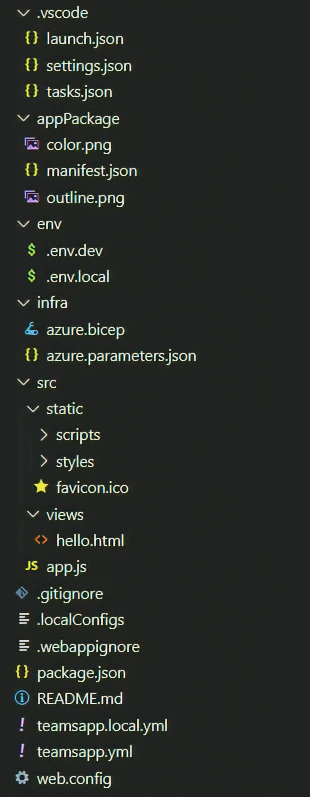 .vscode
launch.json
settings.json
tasks.json
appPackage
color.png
manifest.json
outline.png
env
.env.dev
.env.local
infra
azure.bicep
azure.parameters.json
src
static
scripts
styles
favicon.ico
views
hello.html
JS app.js
.gitignore
.localConfigs
.webappignore
package.json
README.md
teamsapp.local.yml
teamsapp.yml
web.config